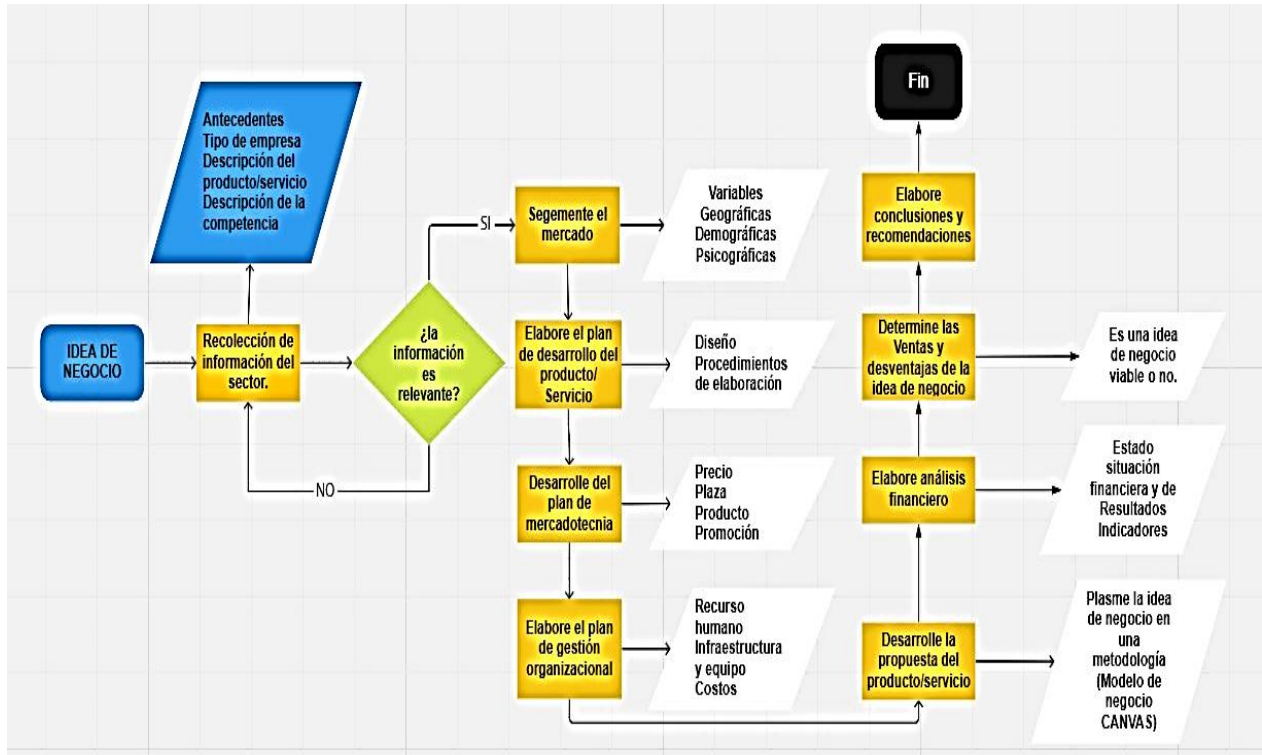 IDEA DE
NEGOCIO
Antecedentes
Tipo de empresa
Descripción del
producto/servicio
Descripción de la
competencia
Recolección de
información del
sector.
¿la
información
es
relevante?
SI
NO
Segemente el
mercado
Variables
Geográficas
Demográficas
Psicográficas
Elabore el plan
de desarrollo del
producto/
Servicio
Diseño
Procedimientos
de elaboración
Desarrolle del
plan de
mercadotecnia
Precio
Plaza
Producto
Promoción
Elabore el plan
de gestión
organizacional
Recurso
humano
Infraestructura
y equipo
Costos
Desarrolle la
propuesta del
producto/servicio
Plasme la idea
de negocio en
una
metodología
(Modelo de
negocio
CANVAS)
Elabore análisis
financiero
Estado
situación
financiera y de
Resultados
Indicadores
Determine las
Ventas y
desventajas de la
idea de negocio
Es una idea
de negocio
viable o no.
Elabore
conclusiones y
recomendaciones
Fin